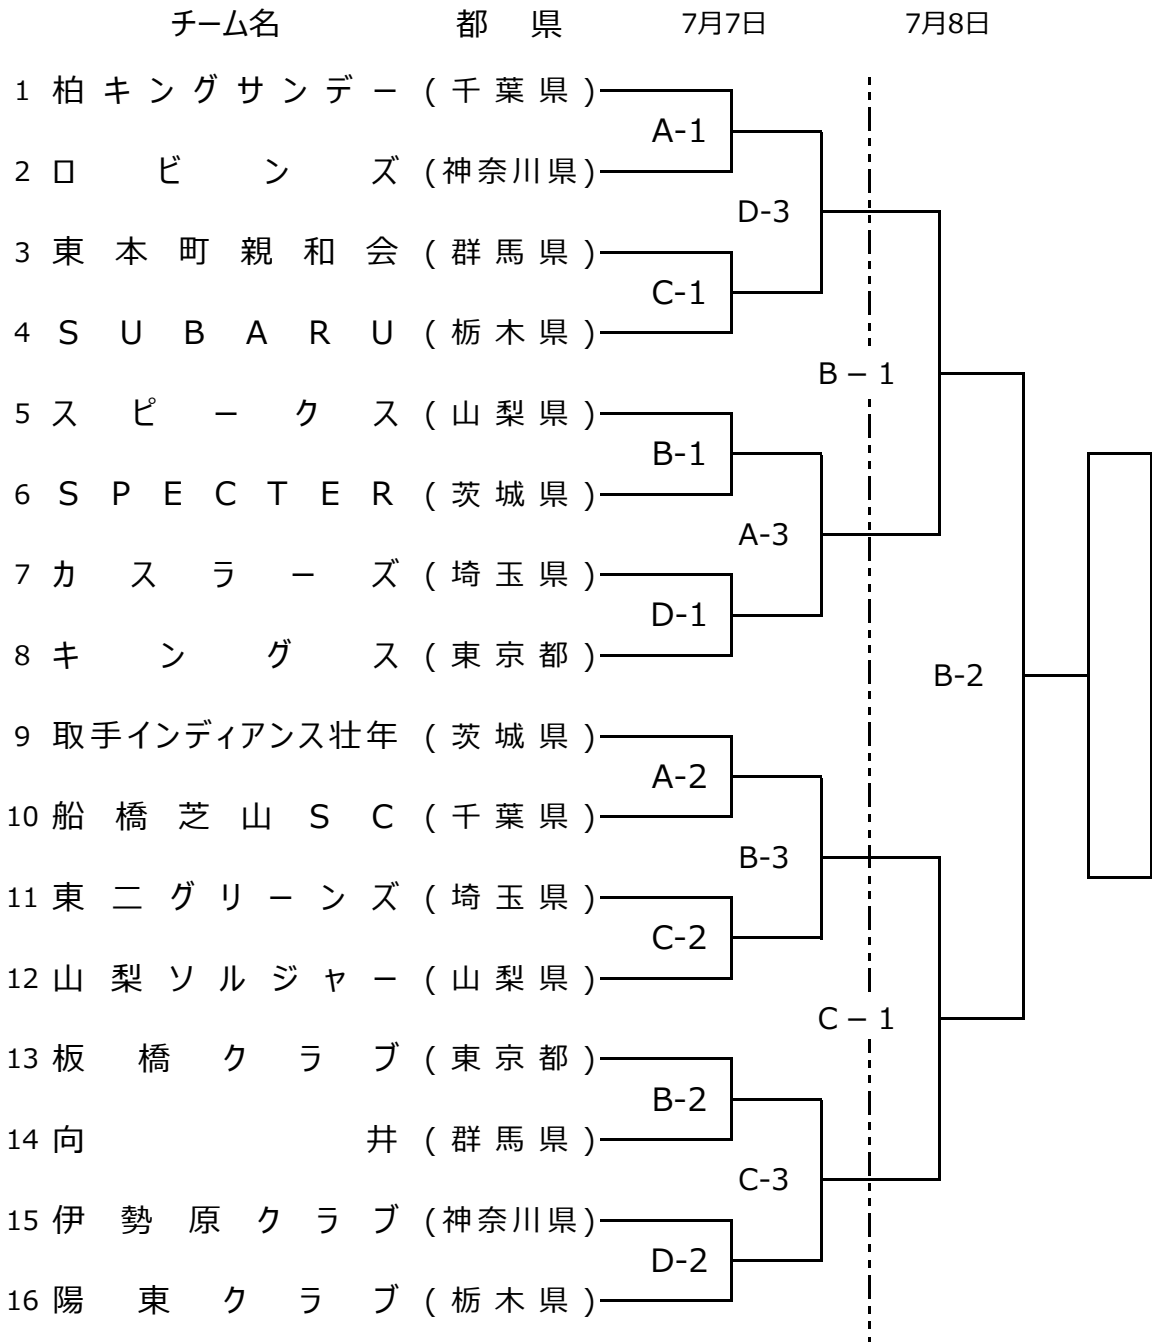 チーム名 都 県 7月7日 7月8日
1 柏キングサンデー (千葉県)
A-1
2 ロビンズ (神奈川県)
D-3
3 東本町親和会 (群馬県)
C-1
4 SUBARU (栃木県)
B－1
5 スピークス (山梨県)
B-1
6 SPECTER (茨城県)
A-3
7 カスラーズ (埼玉県)
D-1
8 キングス (東京都)
B-2
9 取手インディアンス壮年 (茨城県)
A-2
10 船橋芝山SC (千葉県)
B-3
11 東二グリーンズ (埼玉県)
C-2
12 山梨ソルジャー (山梨県)
C－1
13 板橋クラブ (東京都)
B-2
14 向井 (群馬県)
C-3
15 伊勢原クラブ (神奈川県)
D-2
16 陽東クラブ (栃木県)